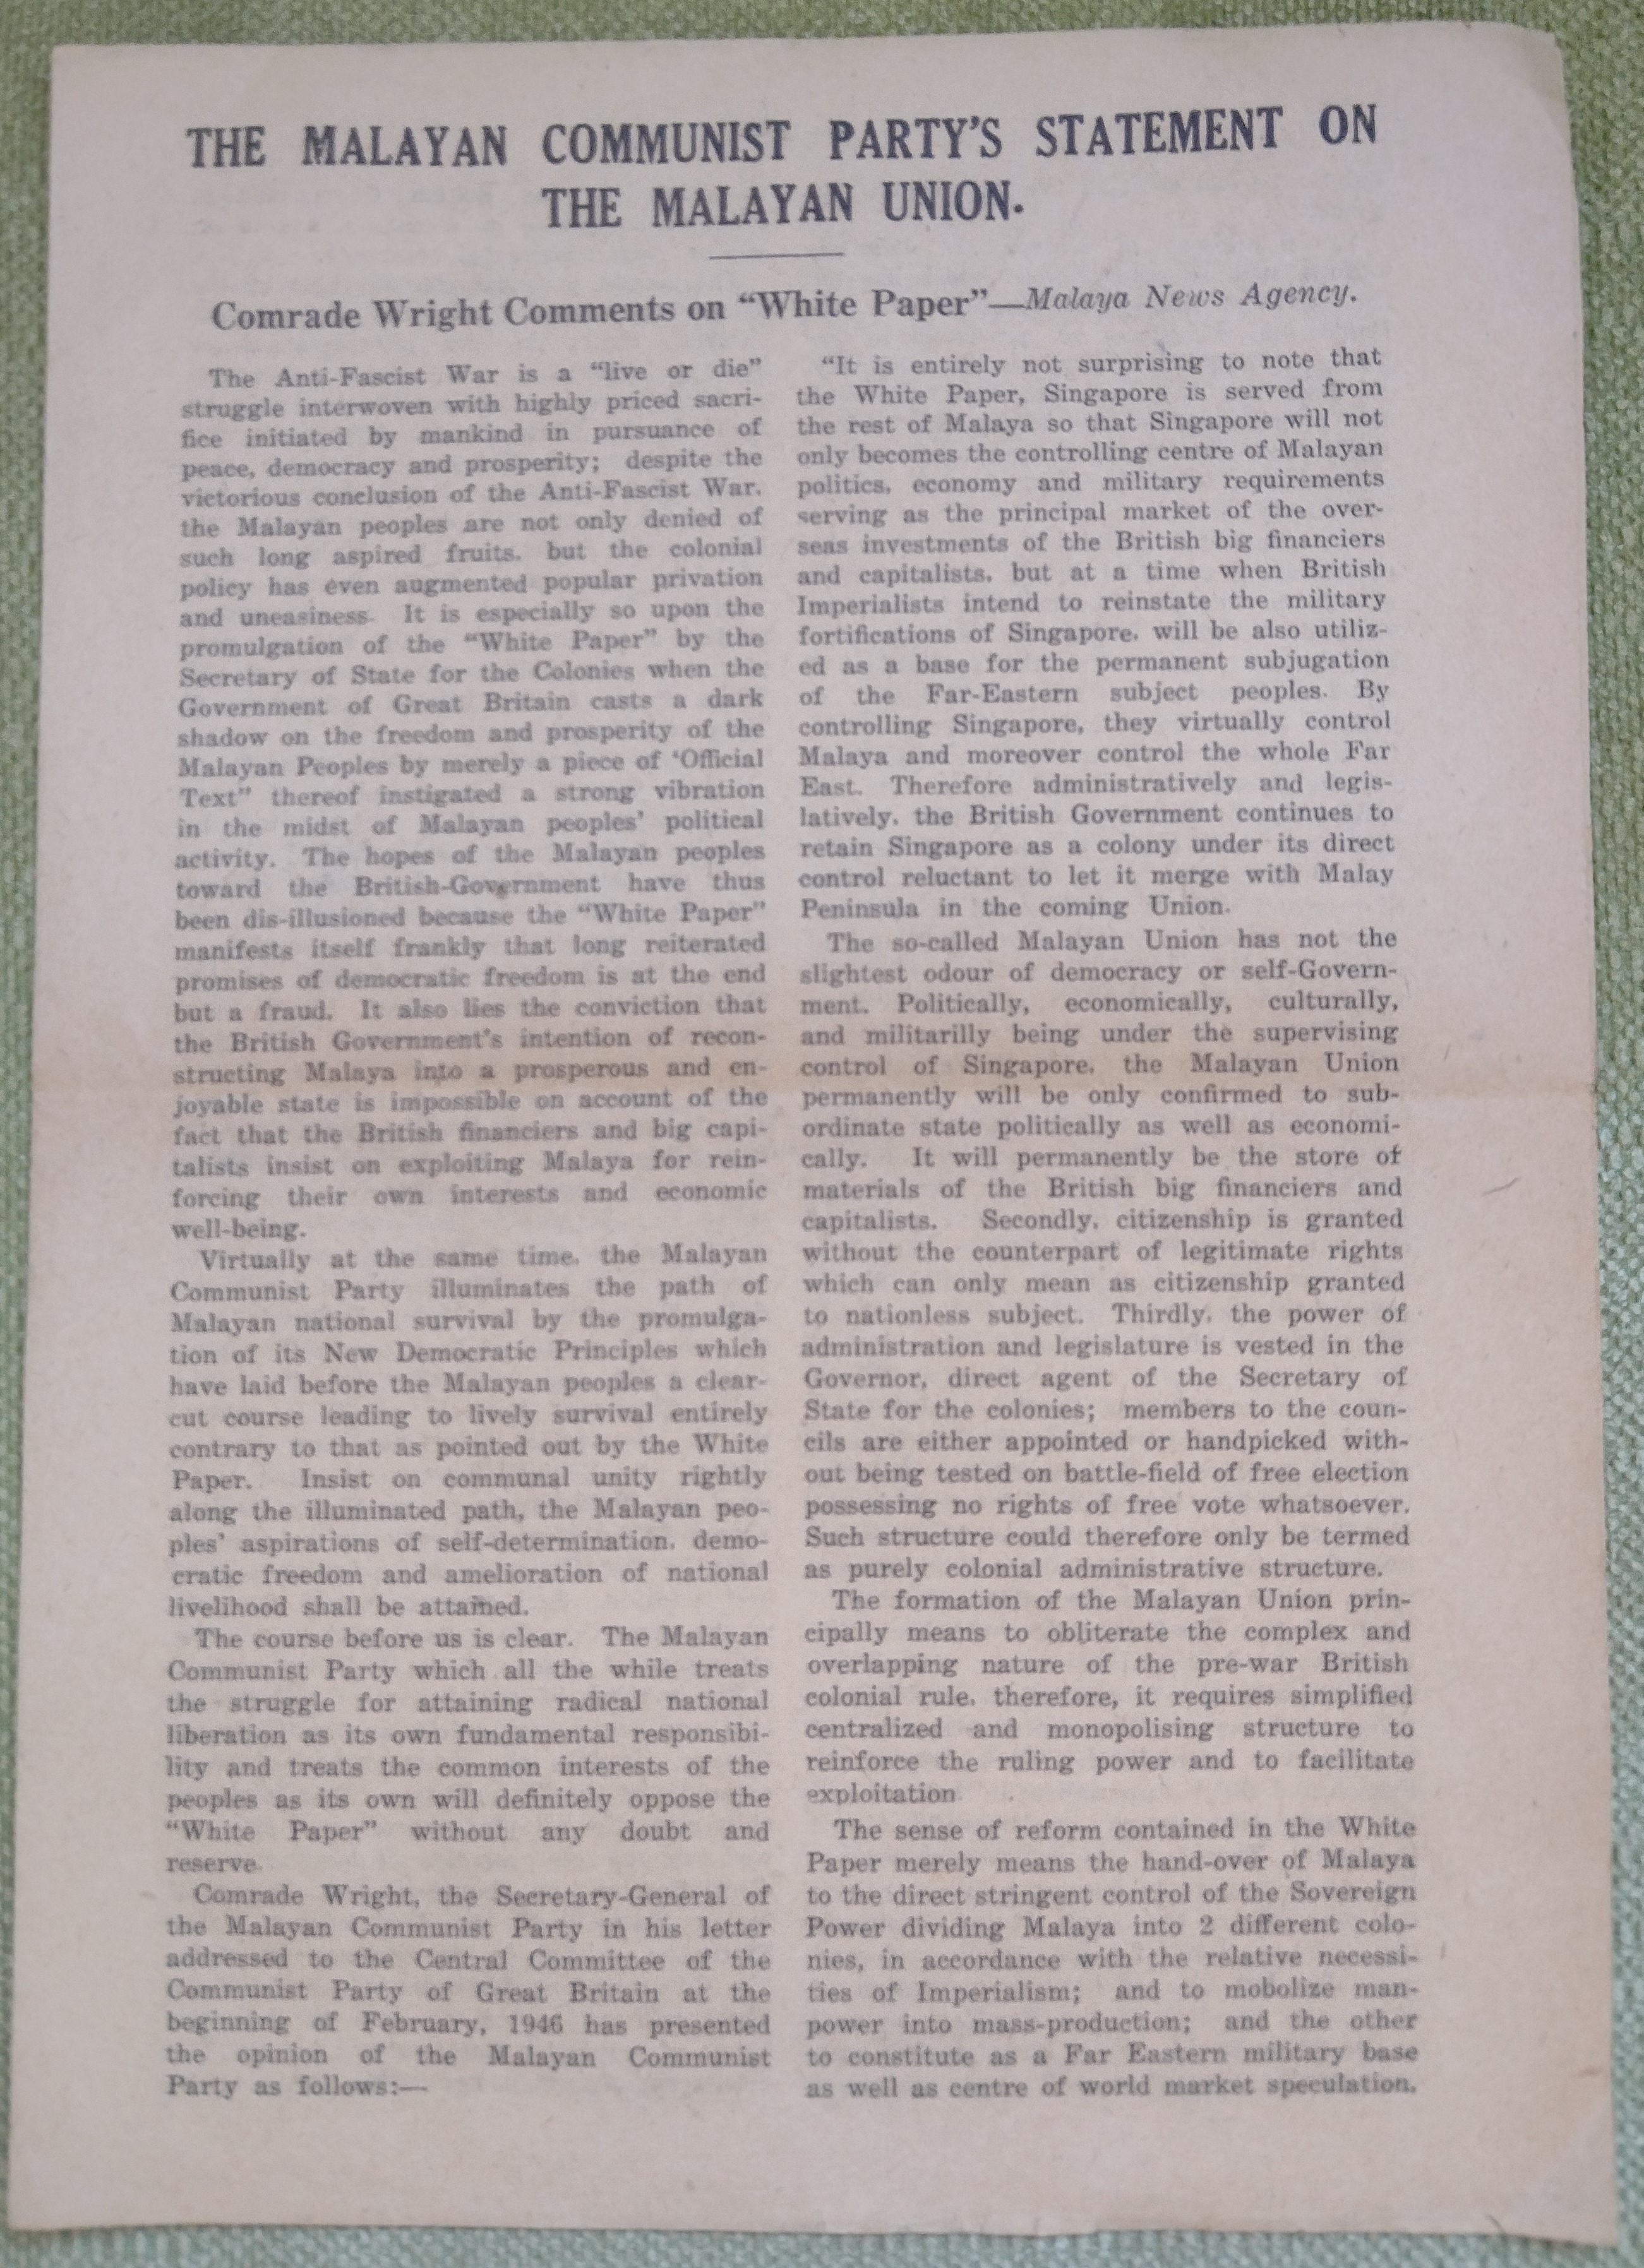 THE MALAYAN COMMUNIST PARTY'S STATEMENT ON
THE MALAYAN UNION.
Comrade Wright Comments on “White Paper”—Malaya News Agency.
The Anti-Fascist War is a “live or die”
struggle interwoven with highly priced sacri-
fice initiated by mankind in pursuance of
peace, democracy and prosperity; despite the
victorious conclusion of the Anti-Fascist War,
the Malayan peoples are not only denied of
such long aspired fruits, but the colonial
policy has even augmented popular privation
and uneasiness. It is especially so upon the
promulgation of the “White Paper” by the
Secretary of State for the Colonies when the
Government of Great Britain casts a dark
shadow on the freedom and prosperity of the
Malayan Peoples by merely a piece of ‘Official
Text” thereof instigated a strong vibration
in the midst of Malayan peoples' political
activity. The hopes of the Malayan peoples
toward the British-Government have thus
been dis-illusioned because the “White Paper”
manifests itself frankly that long reiterated
promises of democratic freedom is at the end
but a fraud. It also lies the conviction that
the British Government's intention of recon-
structing Malaya into a prosperous and en-
joyable state is impossible on account of the
fact that the British financiers and big capi-
talists insist on exploiting Malaya for rein-
forcing their own interests and economic
well-being.
Virtually at the same time, the Malayan
Communist Party illuminates the path of
Malayan national survival by the promulga-
tion of its New Democratic Principles which
have laid before the Malayan peoples a clear-
cut course leading to lively survival entirely
contrary to that as pointed out by the White
Paper. Insist on communal unity rightly
along the illuminated path, the Malayan peo-
ples' aspirations of self-determination, demo-
cratic freedom and amelioration of national
livelihood shall be attained.
The course before us is clear. The Malayan
Communist Party which all the while treats
the struggle for attaining radical national
liberation as its own fundamental responsibi-
lity and treats the common interests of the
peoples as its own will definitely oppose the
“White Paper” without any doubt and
reserve.
Comrade Wright, the Secretary-General of
the Malayan Communist Party in his letter
addressed to the Central Committee of the
Communist Party of Great Britain at the
beginning of February, 1946 has presented
the opinion of the Malayan Communist
Party as follows:—
“It is entirely not surprising to note that
the White Paper, Singapore is served from
the rest of Malaya so that Singapore will not
only becomes the controlling centre of Malayan
politics, economy and military requirements
serving as the principal market of the over-
seas investments of the British big financiers
and capitalists, but at a time when British
Imperialists intend to reinstate the military
fortifications of Singapore, will be also utiliz-
ed as a base for the permanent subjugation
of the Far-Eastern subject peoples. By
controlling Singapore, they virtually control
Malaya and moreover control the whole Far
East. Therefore administratively and legis-
latively, the British Government continues to
retain Singapore as a colony under its direct
control reluctant to let it merge with Malay
Peninsula in the coming Union.
The so-called Malayan Union has not the
slightest odour of democracy or self-Govern-
ment. Politically, economically, culturally,
and militarilly being under the supervising
control of Singapore, the Malayan Union
permanently will be only confirmed to sub-
ordinate state politically as well as economi-
cally. It will permanently be the store of
materials of the British big financiers and
capitalists. Secondly, citizenship is granted
without the counterpart of legitimate rights
which can only mean as citizenship granted
to nationless subject. Thirdly, the power of
administration and legislature is vested in the
Governor, direct agent of the Secretary of
State for the colonies; members to the coun-
cils are either appointed or handpicked with-
out being tested on battle-field of free election
possessing no rights of free vote whatsoever.
Such structure could therefore only be termed
as purely colonial administrative structure.
The formation of the Malayan Union prin-
cipally means to obliterate the complex and
overlapping nature of the pre-war British
colonial rule, therefore, it requires simplified
centralized and monopolising structure to
reinforce the ruling power and to facilitate
exploitation.
The sense of reform contained in the White
Paper merely means the hand-over of Malaya
to the direct stringent control of the Sovereign
Power dividing Malaya into 2 different colo-
nies, in accordance with the relative necessi-
ties of Imperialism; and to mobolize man-
power into mass-production; and the other
to constitute as a Far Eastern military base
as well as centre of world market speculation.